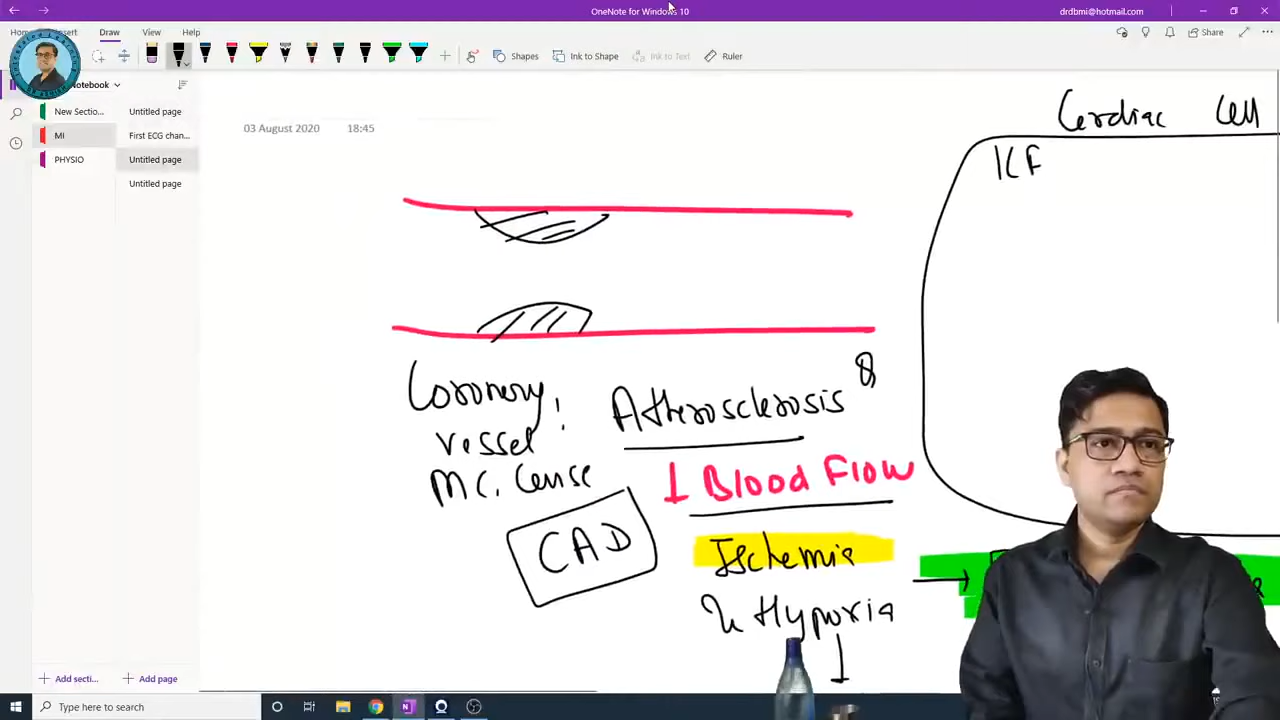 OneNote for Windows 10
drdbmi@hotmail.com
Draw
View
Help
Shapes
Ink to Shape
Ink to Text
Ruler
Share
Notebook
New Sectio...
MI
PHYSIO
Untitled page
First ECG chan...
Untitled page
Untitled page
03 August 2020 18:45
Cardiac Cell
ICF
Coronery
vessel
MC. Cause
CAD
Atherosclerosis
↓ Blood Flow
Ischemia
Hypoxia
Add secti...
Add page
Type here to search